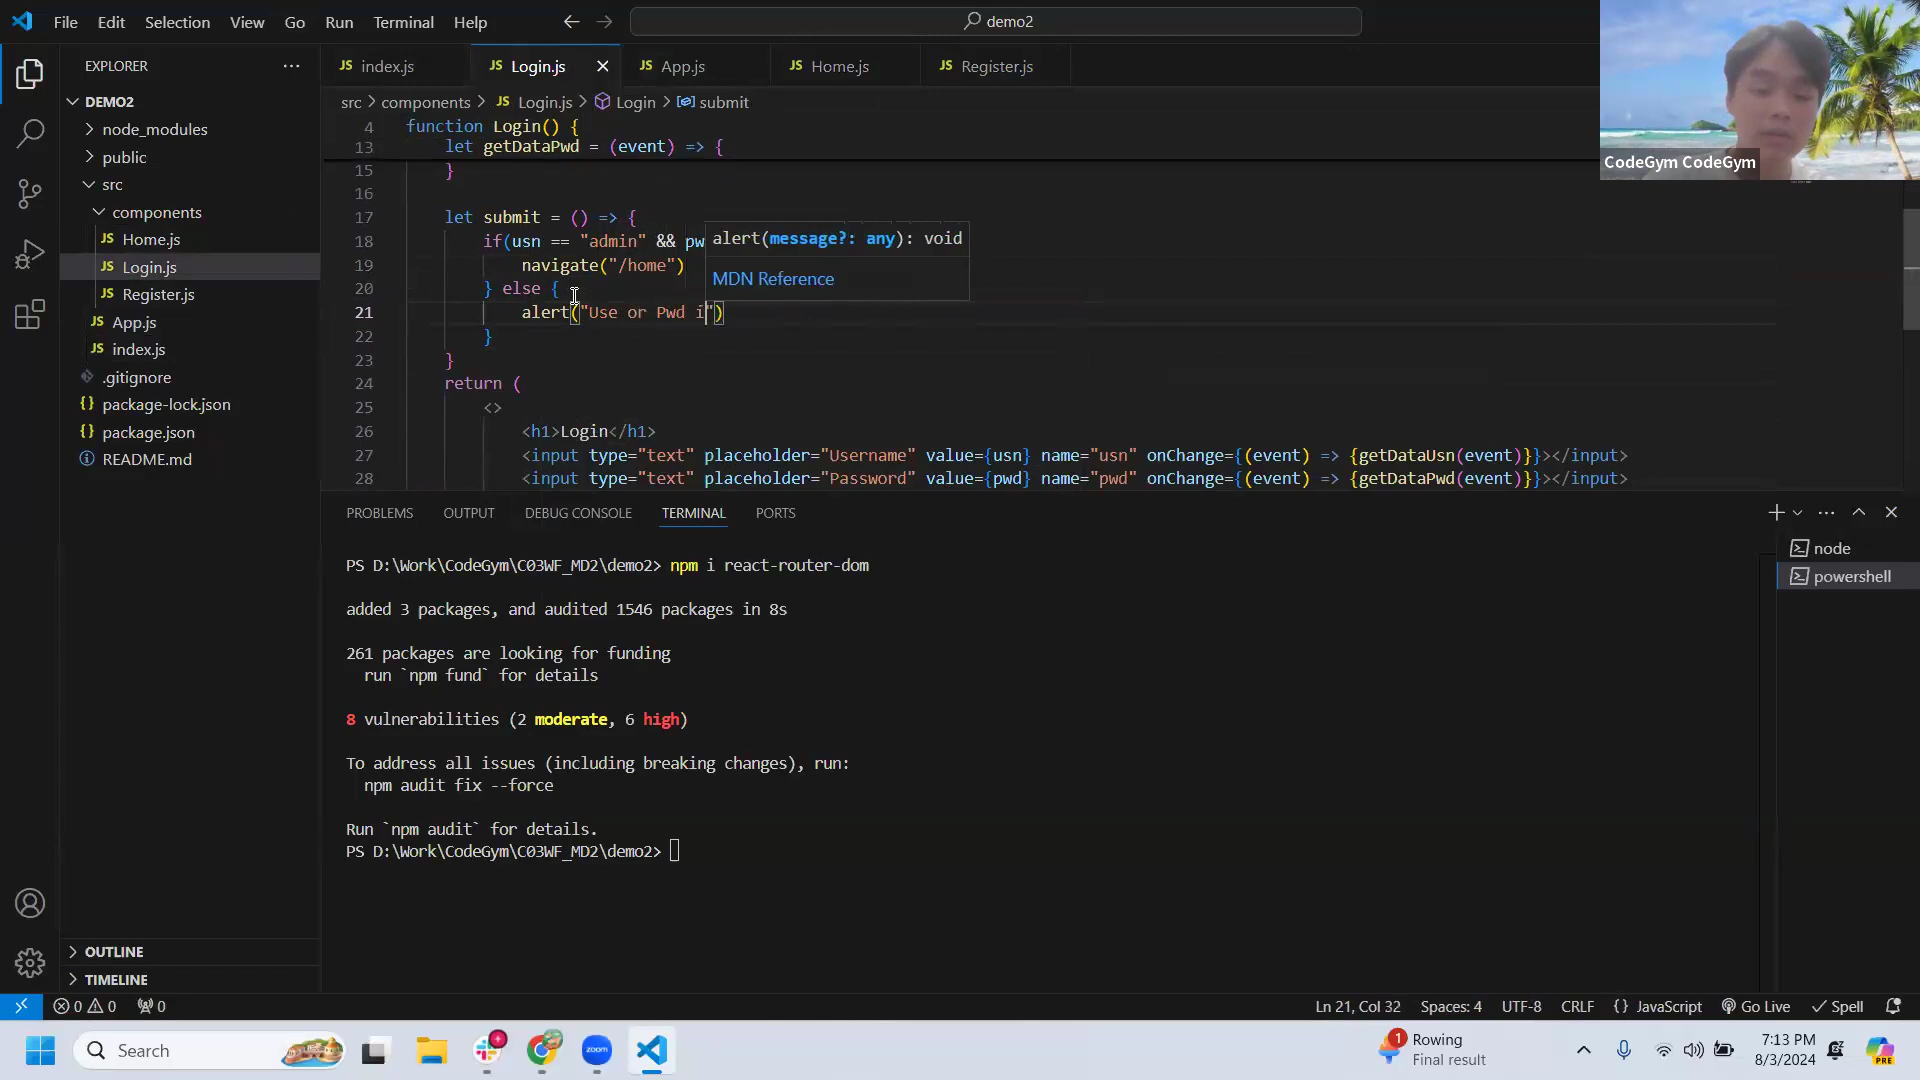 File Edit Selection View Go Run Terminal Help
demo2
EXPLORER
DEMO2
node_modules
public
src
components
Home.js
Login.js
Register.js
App.js
index.js
.gitignore
package-lock.json
package.json
README.md
OUTLINE
TIMELINE
index.js Login.js App.js Home.js Register.js
src > components > Login.js > Login > submit
4 function Login() {
13 let getDataPwd = (event) => {
15 }
16
17 let submit = () => {
18 if(usn == "admin" && pw
19 navigate("/home")
20 } else {
21 alert("Use or Pwd i")
22 }
23 }
24 return (
25 <>
26 <h1>Login</h1>
27 <input type="text" placeholder="Username" value={usn} name="usn" onChange={(event) => {getDataUsn(event)}}></input>
28 <input type="text" placeholder="Password" value={pwd} name="pwd" onChange={(event) => {getDataPwd(event)}}></input>
alert(message?: any): void
MDN Reference
CodeGym CodeGym
PROBLEMS OUTPUT DEBUG CONSOLE TERMINAL PORTS
node
powershell
PS D:\Work\CodeGym\C03WF_MD2\demo2> npm i react-router-dom
added 3 packages, and audited 1546 packages in 8s
261 packages are looking for funding
run `npm fund` for details
8 vulnerabilities (2 moderate, 6 high)
To address all issues (including breaking changes), run:
npm audit fix --force
Run `npm audit` for details.
PS D:\Work\CodeGym\C03WF_MD2\demo2>
0 0 0
Ln 21, Col 32 Spaces: 4 UTF-8 CRLF {} JavaScript Go Live Spell
Search
zoom
1
Rowing
Final result
7:13 PM
8/3/2024
PRE